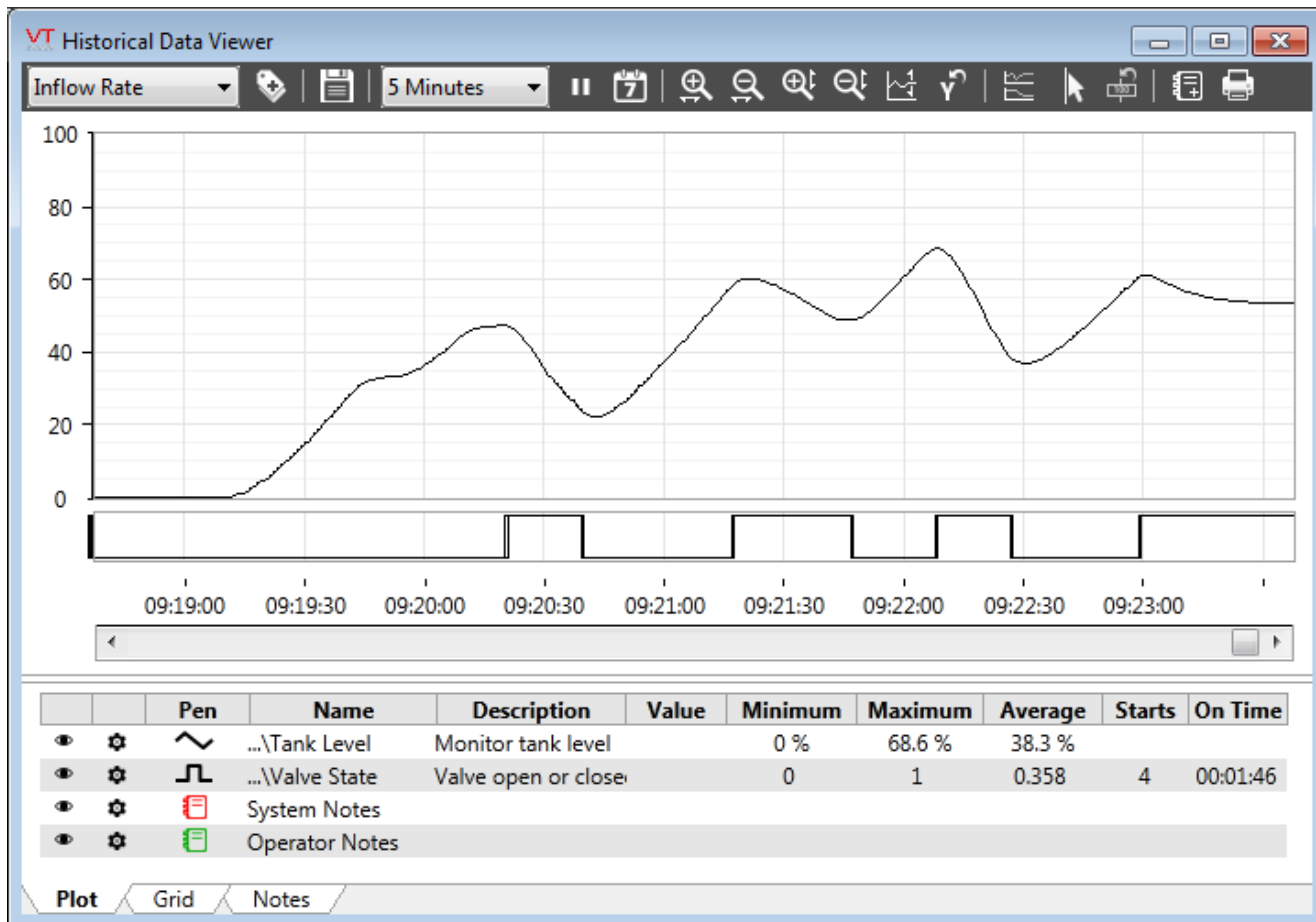 VT Historical Data Viewer
Inflow Rate 5 Minutes 7 Y 100
100
80
60
40
20
0
09:19:00 09:19:30 09:20:00 09:20:30 09:21:00 09:21:30 09:22:00 09:22:30 09:23:00
Pen Name Description Value Minimum Maximum Average Starts On Time
...\Tank Level Monitor tank level 0 % 68.6 % 38.3 %
...\Valve State Valve open or close 0 1 0.358 4 00:01:46
System Notes
Operator Notes
Plot Grid Notes